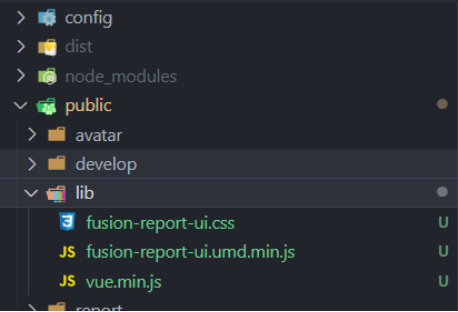 config
dist
node_modules
public
avatar
develop
lib
fusion-report-ui.css U
JS fusion-report-ui.umd.min.js U
JS vue.min.js U
report